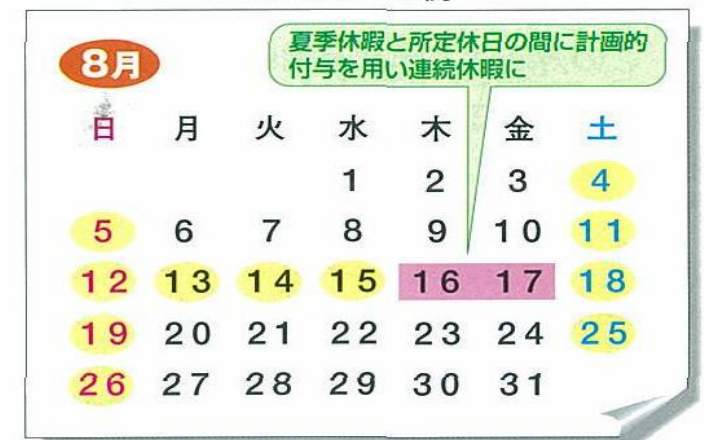 夏季休暇と所定休日の間に計画的
付与を用い連続休暇に
8月
日 月 火 水 木 金 土
1 2 3 4
5 6 7 8 9 10 11
12 13 14 15 16 17 18
19 20 21 22 23 24 25
26 27 28 29 30 31